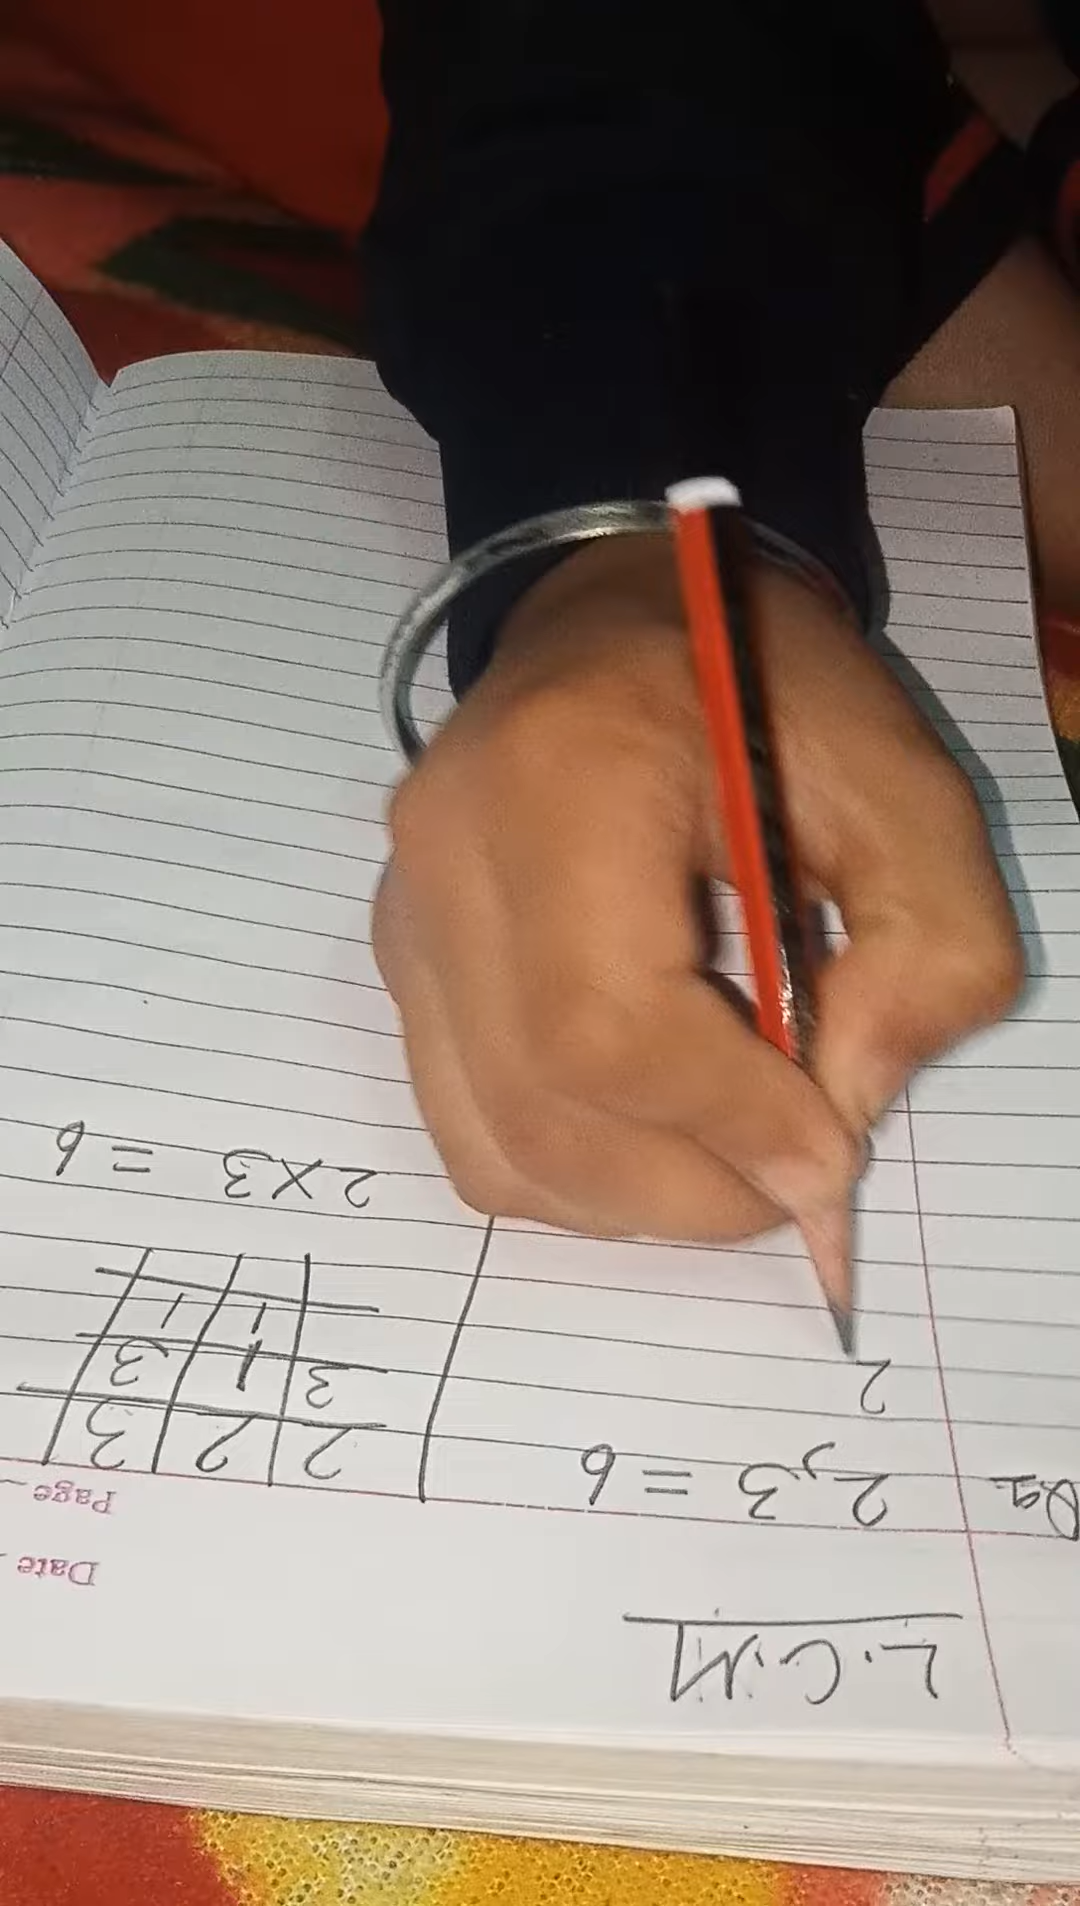 Date
Page
L.C.M
Q1 2,3 = 6
2
2 2 3
3 1 3
1 1
2 X 3 = 6